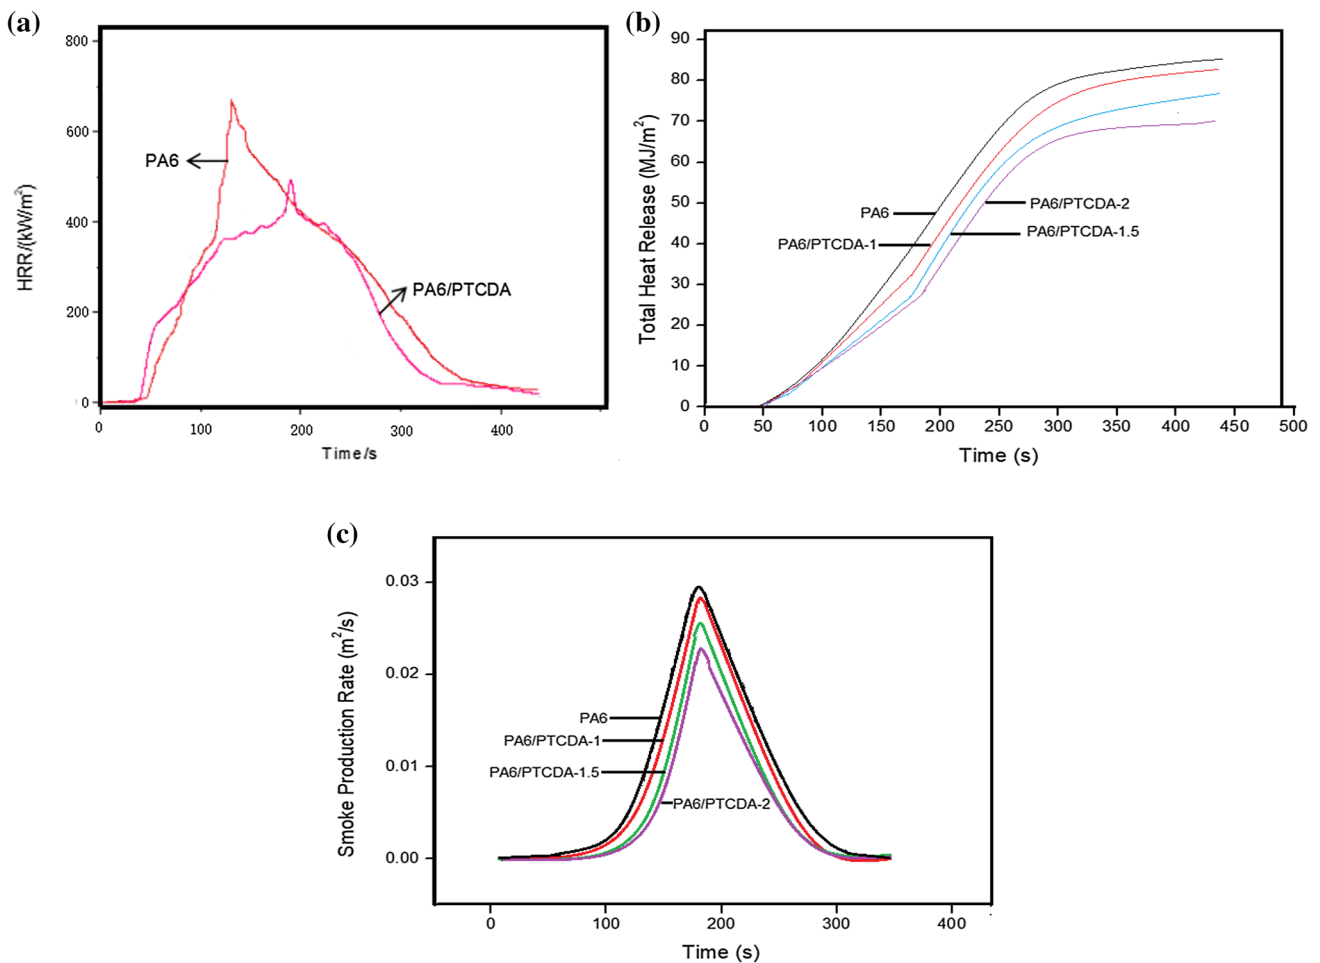 (a)
800
600
400
200
0
HRR/(kW/m²)
PA6
PA6/PTCDA
0 100 200 300 400
Time/s
(b)
90
80
70
60
50
40
30
20
10
0
Total Heat Release (MJ/m²)
PA6
PA6/PTCDA-1
PA6/PTCDA-2
PA6/PTCDA-1.5
0 50 100 150 200 250 300 350 400 450 500
Time (s)
(c)
0.03
0.02
0.01
0.00
Smoke Production Rate (m²/s)
PA6
PA6/PTCDA-1
PA6/PTCDA-1.5
PA6/PTCDA-2
0 100 200 300 400
Time (s)